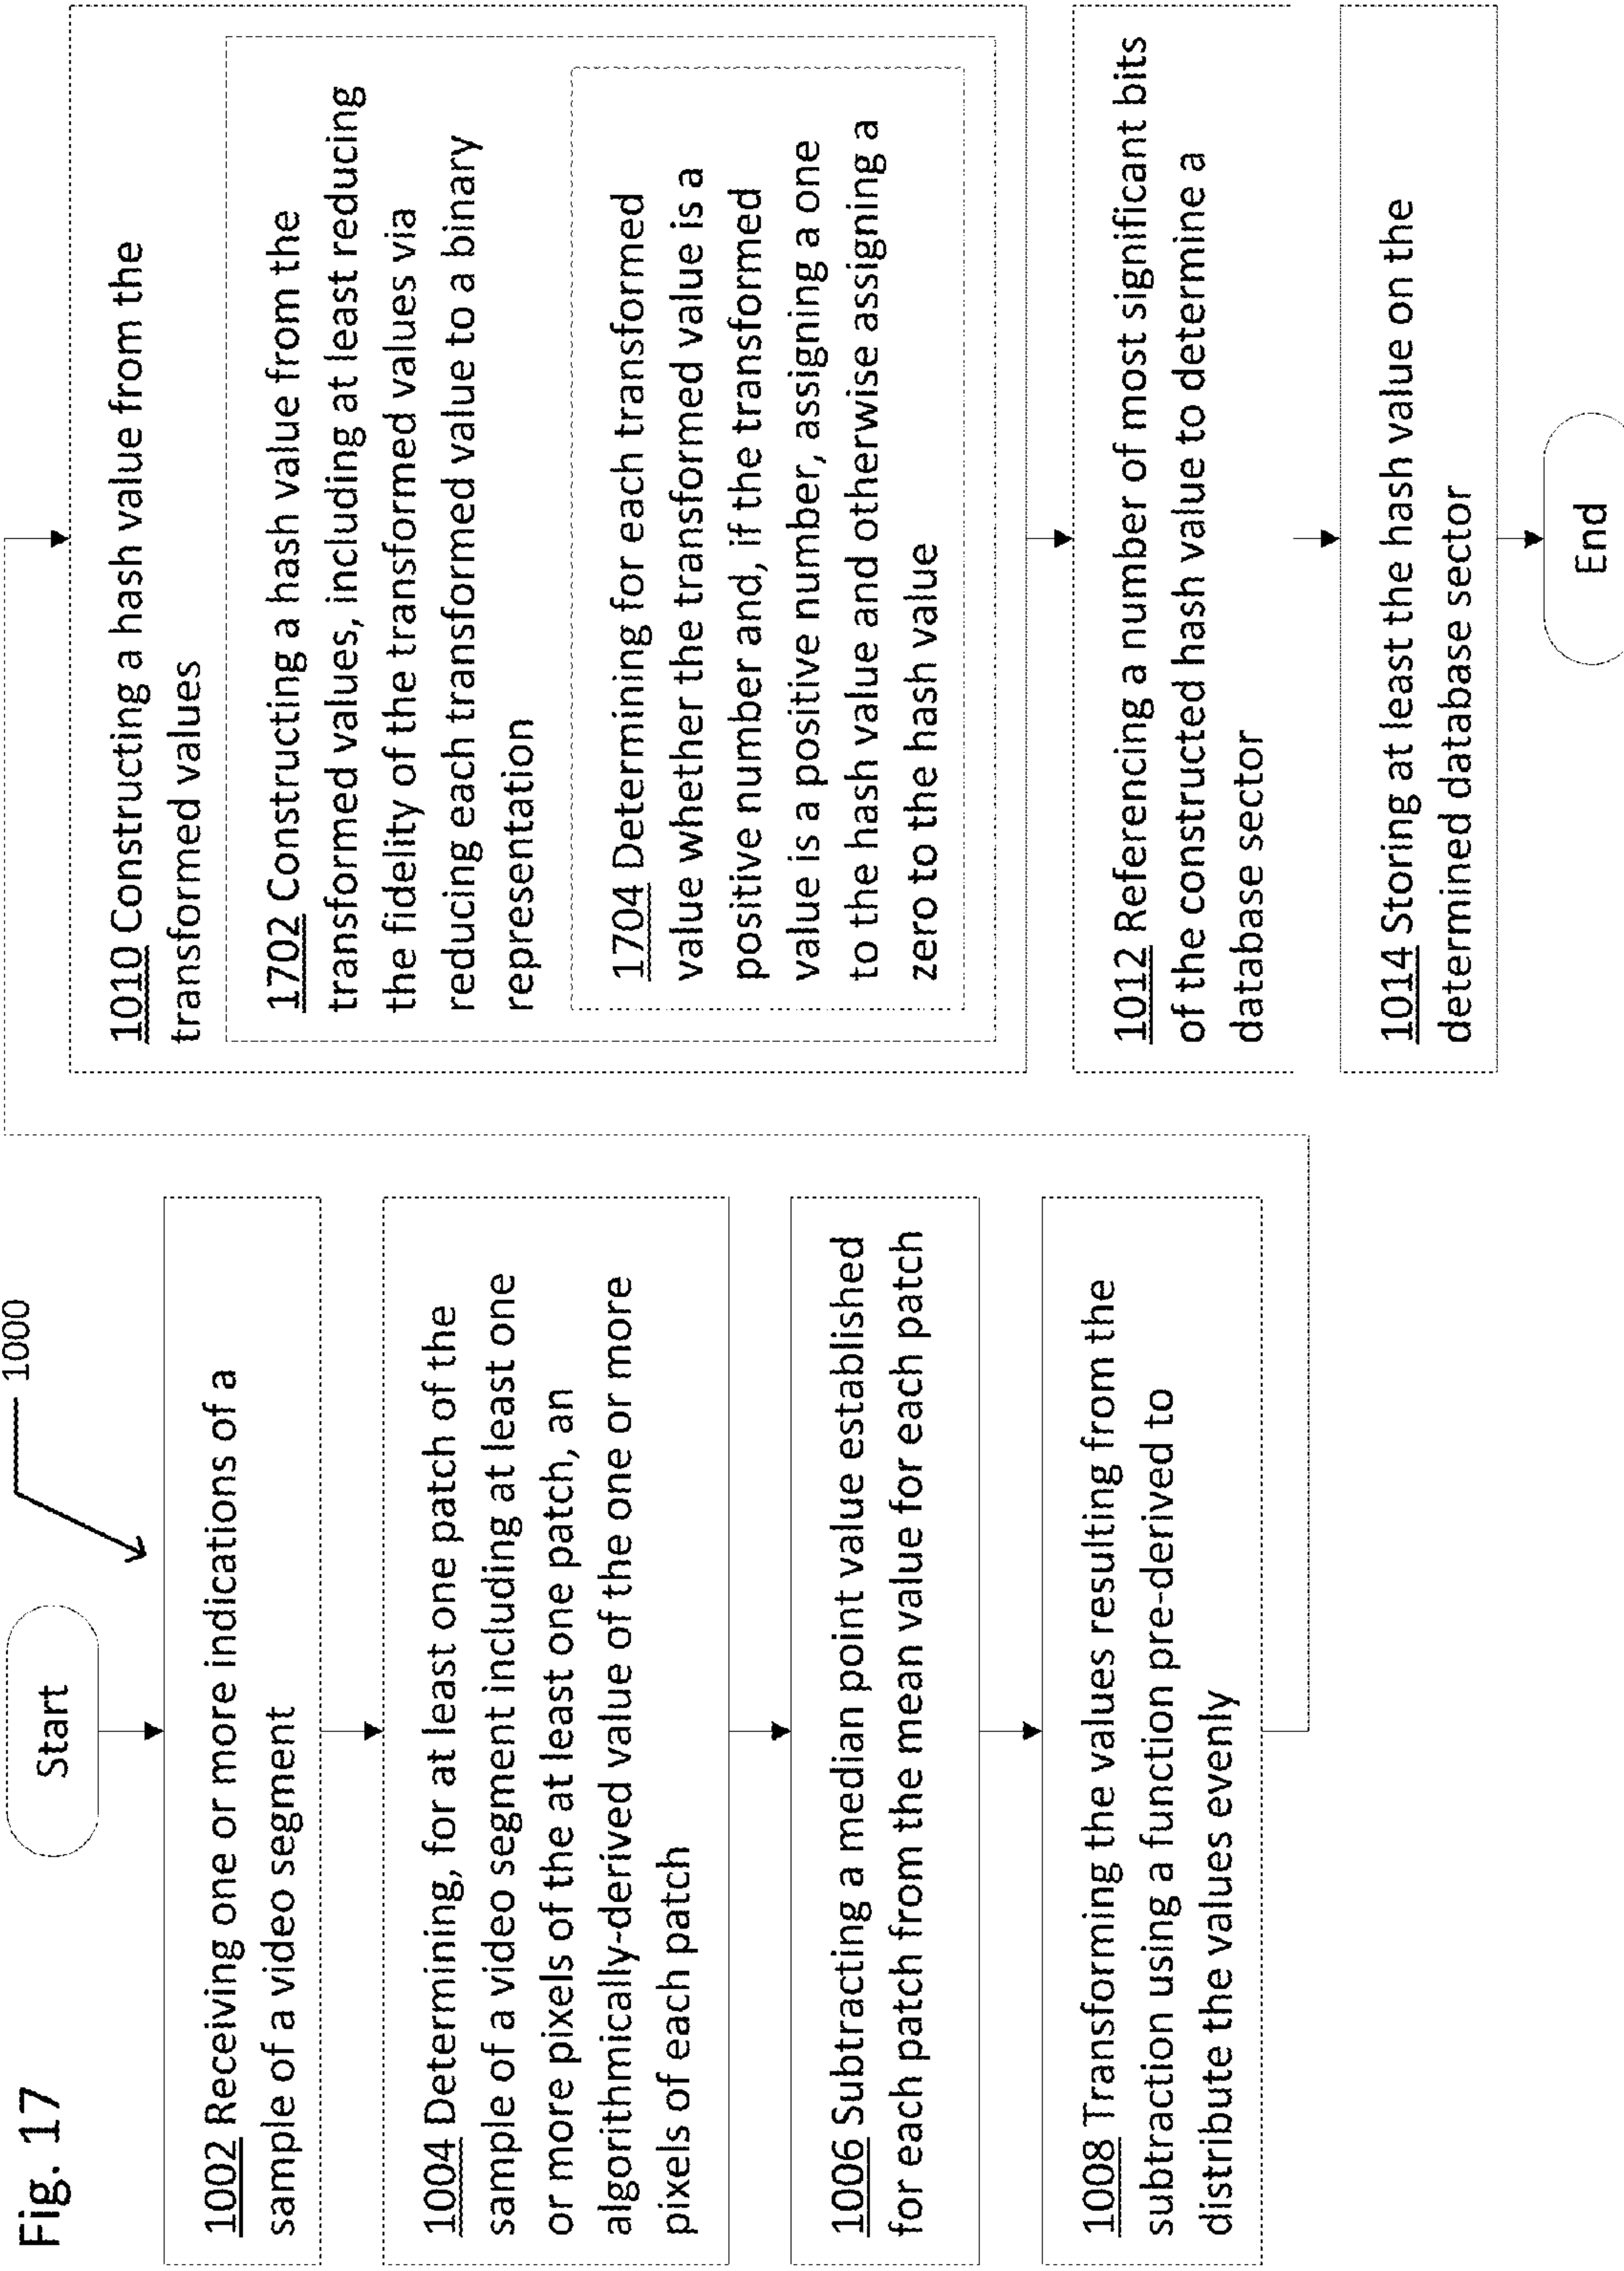 Fig. 17
1000
Start
1002 Receiving one or more indications of a
sample of a video segment
1004 Determining, for at least one patch of the
sample of a video segment including at least one
or more pixels of the at least one patch, an
algorithmically-derived value of the one or more
pixels of each patch
1006 Subtracting a median point value established
for each patch from the mean value for each patch
1008 Transforming the values resulting from the
subtraction using a function pre-derived to
distribute the values evenly
1010 Constructing a hash value from the
transformed values
1702 Constructing a hash value from the
transformed values, including at least reducing
the fidelity of the transformed values via
reducing each transformed value to a binary
representation
1704 Determining for each transformed
value whether the transformed value is a
positive number and, if the transformed
value is a positive number, assigning a one
to the hash value and otherwise assigning a
zero to the hash value
1012 Referencing a number of most significant bits
of the constructed hash value to determine a
database sector
1014 Storing at least the hash value on the
determined database sector
End